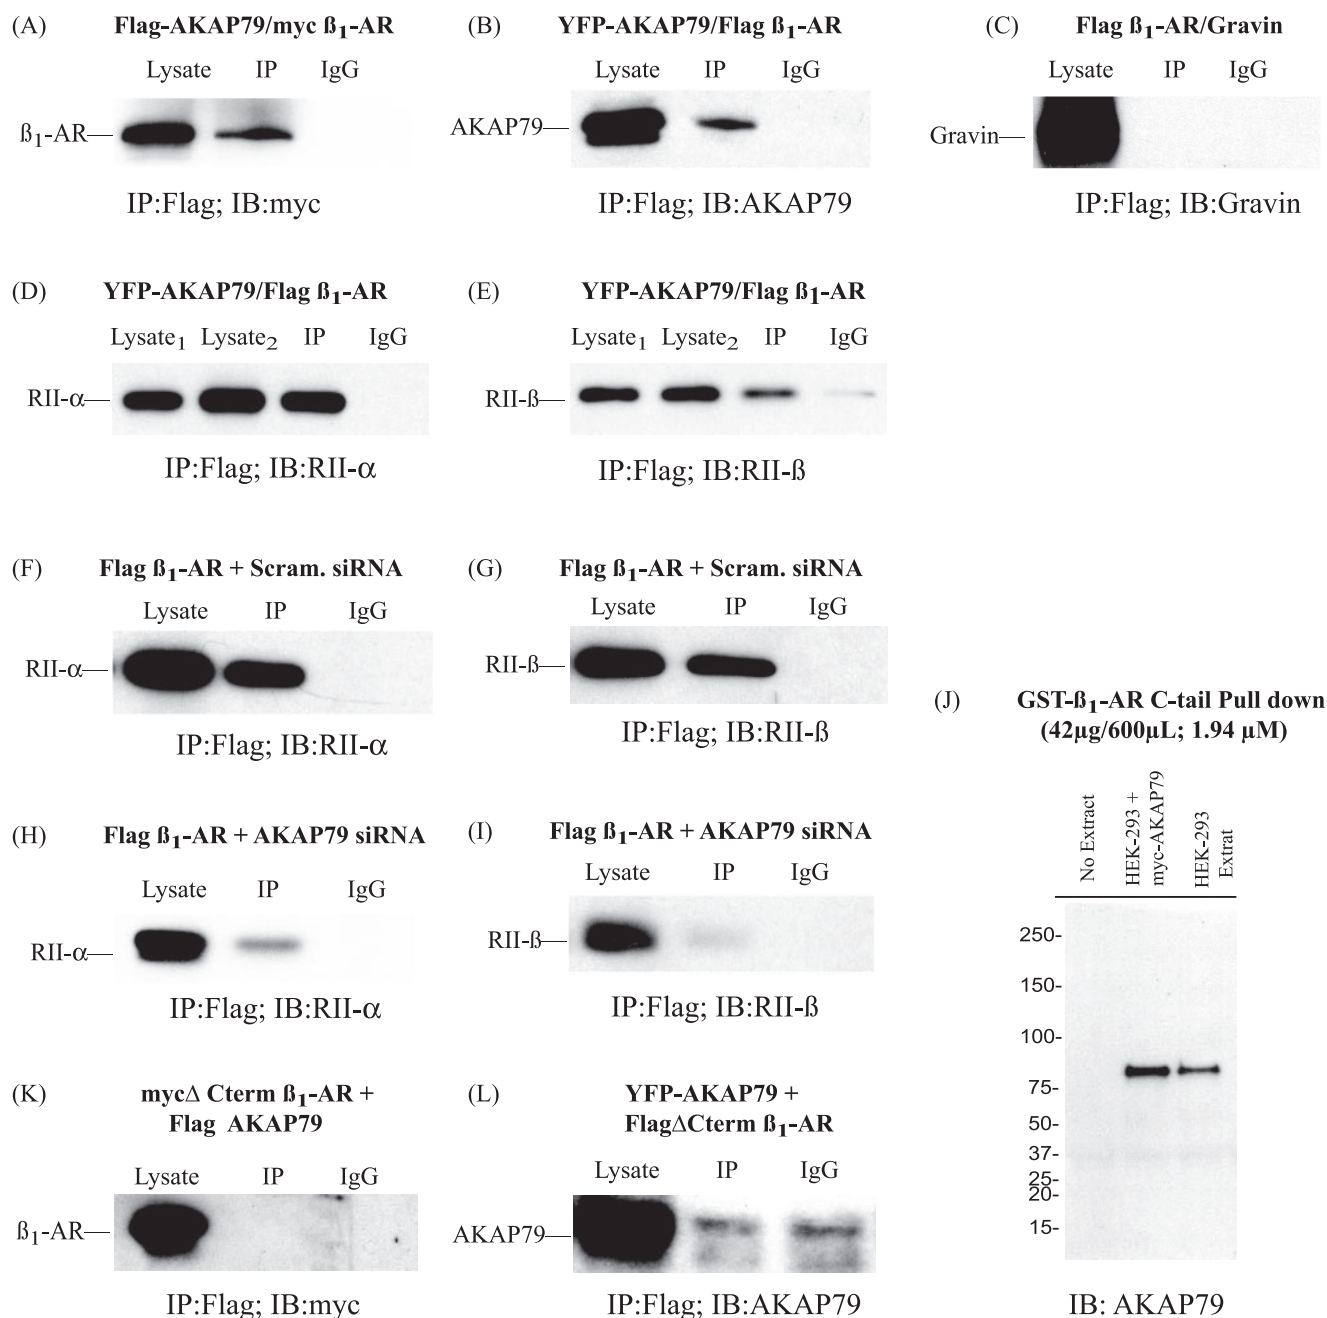 (A) Flag-AKAP79/myc ß1-AR
Lysate IP IgG
ß1-AR
IP:Flag; IB:myc
(B) YFP-AKAP79/Flag ß1-AR
Lysate IP IgG
AKAP79
IP:Flag; IB:AKAP79
(C) Flag ß1-AR/Gravin
Lysate IP IgG
Gravin
IP:Flag; IB:Gravin
(D) YFP-AKAP79/Flag ß1-AR
Lysate1 Lysate2 IP IgG
RII-α
IP:Flag; IB:RII-α
(E) YFP-AKAP79/Flag ß1-AR
Lysate1 Lysate2 IP IgG
RII-ß
IP:Flag; IB:RII-ß
(F) Flag ß1-AR + Scram. siRNA
Lysate IP IgG
RII-α
IP:Flag; IB:RII-α
(G) Flag ß1-AR + Scram. siRNA
Lysate IP IgG
RII-ß
IP:Flag; IB:RII-ß
(H) Flag ß1-AR + AKAP79 siRNA
Lysate IP IgG
RII-α
IP:Flag; IB:RII-α
(I) Flag ß1-AR + AKAP79 siRNA
Lysate IP IgG
RII-ß
IP:Flag; IB:RII-ß
(J) GST-ß1-AR C-tail Pull down
(42µg/600µL; 1.94 µM)
No Extract
HEK-293 +
myc-AKAP79
HEK-293
Extrat
250-
150-
100-
75-
50-
37-
25-
20-
15-
IB: AKAP79
(K) myc∆ Cterm ß1-AR +
Flag AKAP79
Lysate IP IgG
ß1-AR
IP:Flag; IB:myc
(L) YFP-AKAP79 +
Flag∆Cterm ß1-AR
Lysate IP IgG
AKAP79
IP:Flag; IB:AKAP79